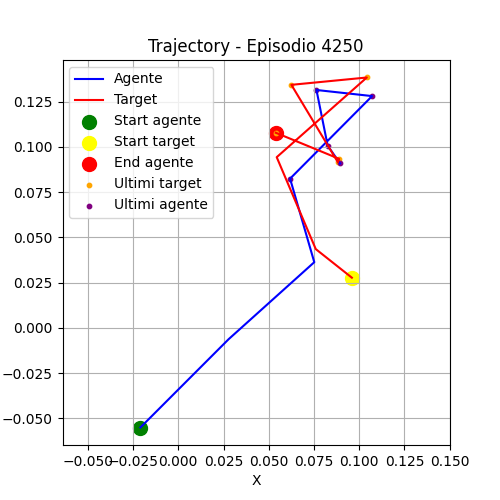 Trajectory - Episodio 4250
Agente
Target
Start agente
Start target
End agente
Ultimi target
Ultimi agente
0.125
0.100
0.075
0.050
0.025
0.000
−0.025
−0.050
−0.050 −0.025 0.000 0.025 0.050 0.075 0.100 0.125 0.150
X